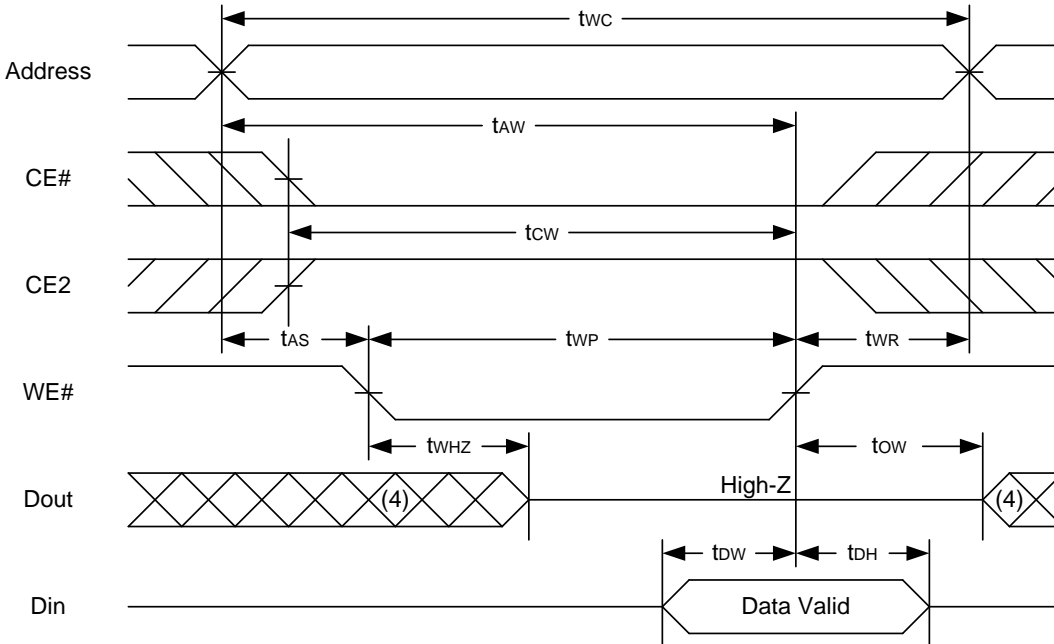 tWC
Address
tAW
CE#
tCW
CE2
tAS tWP tWR
WE#
tWHZ tOW
Dout (4) High-Z (4)
tDW tDH
Din Data Valid